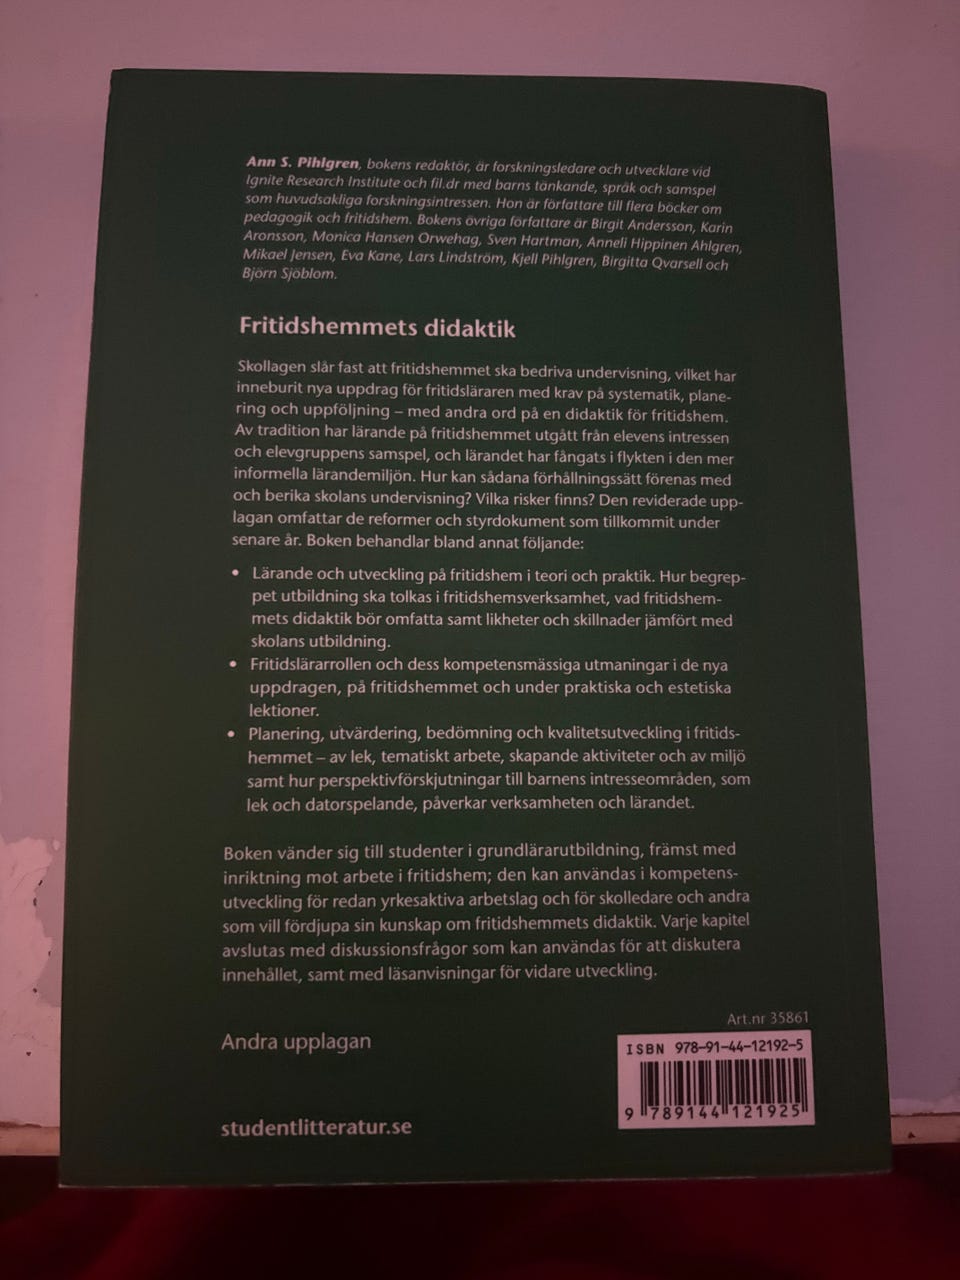 Ann S. Pihlgren, bokens redaktör, är forskningsledare och utvecklare vid
Ignite Research Institute och fil.dr med barns tänkande, språk och samspel
som huvudsakliga forskningsintressen. Hon är författare till flera böcker om
pedagogik och fritidshem. Bokens övriga författare är Birgit Andersson, Karin
Aronsson, Monica Hansen Orwehag, Sven Hartman, Anneli Hippinen Ahlgren,
Mikael Jensen, Eva Kane, Lars Lindström, Kjell Pihlgren, Birgitta Qvarsell och
Björn Sjöblom.
Fritidshemmets didaktik
Skollagen slår fast att fritidshemmet ska bedriva undervisning, vilket har
inneburit nya uppdrag för fritidsläraren med krav på systematik, plane-
ring och uppföljning – med andra ord på en didaktik för fritidshem.
Av tradition har lärande på fritidshemmet utgått från elevens intressen
och elevgruppens samspel, och lärandet har fångats i flykten i den mer
informella lärandemiljön. Hur kan sådana förhållningssätt förenas med
och berika skolans undervisning? Vilka risker finns? Den reviderade upp-
lagan omfattar de reformer och styrdokument som tillkommit under
senare år. Boken behandlar bland annat följande:
• Lärande och utveckling på fritidshem i teori och praktik. Hur begrep-
pet utbildning ska tolkas i fritidshemsverksamhet, vad fritidshem-
mets didaktik bör omfatta samt likheter och skillnader jämfört med
skolans utbildning.
• Fritidslärarrollen och dess kompetensmässiga utmaningar i de nya
uppdragen, på fritidshemmet och under praktiska och estetiska
lektioner.
• Planering, utvärdering, bedömning och kvalitetsutveckling i fritids-
hemmet – av lek, tematiskt arbete, skapande aktiviteter och av miljö
samt hur perspektivförskjutningar till barnens intresseområden, som
lek och datorspelande, påverkar verksamheten och lärandet.
Boken vänder sig till studenter i grundlärarutbildning, främst med
inriktning mot arbete i fritidshem; den kan användas i kompetens-
utveckling för redan yrkesaktiva arbetslag och för skolledare och andra
som vill fördjupa sin kunskap om fritidshemmets didaktik. Varje kapitel
avslutas med diskussionsfrågor som kan användas för att diskutera
innehållet, samt med läsanvisningar för vidare utveckling.
Art.nr 35861
Andra upplagan
ISBN 978-91-44-12192-5
9 789144 121925
studentlitteratur.se